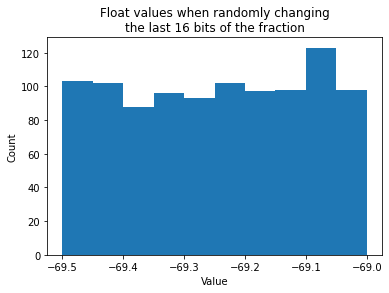 Float values when randomly changing
the last 16 bits of the fraction
120
100
80
60
40
20
0
Count
−69.5 −69.4 −69.3 −69.2 −69.1 −69.0
Value